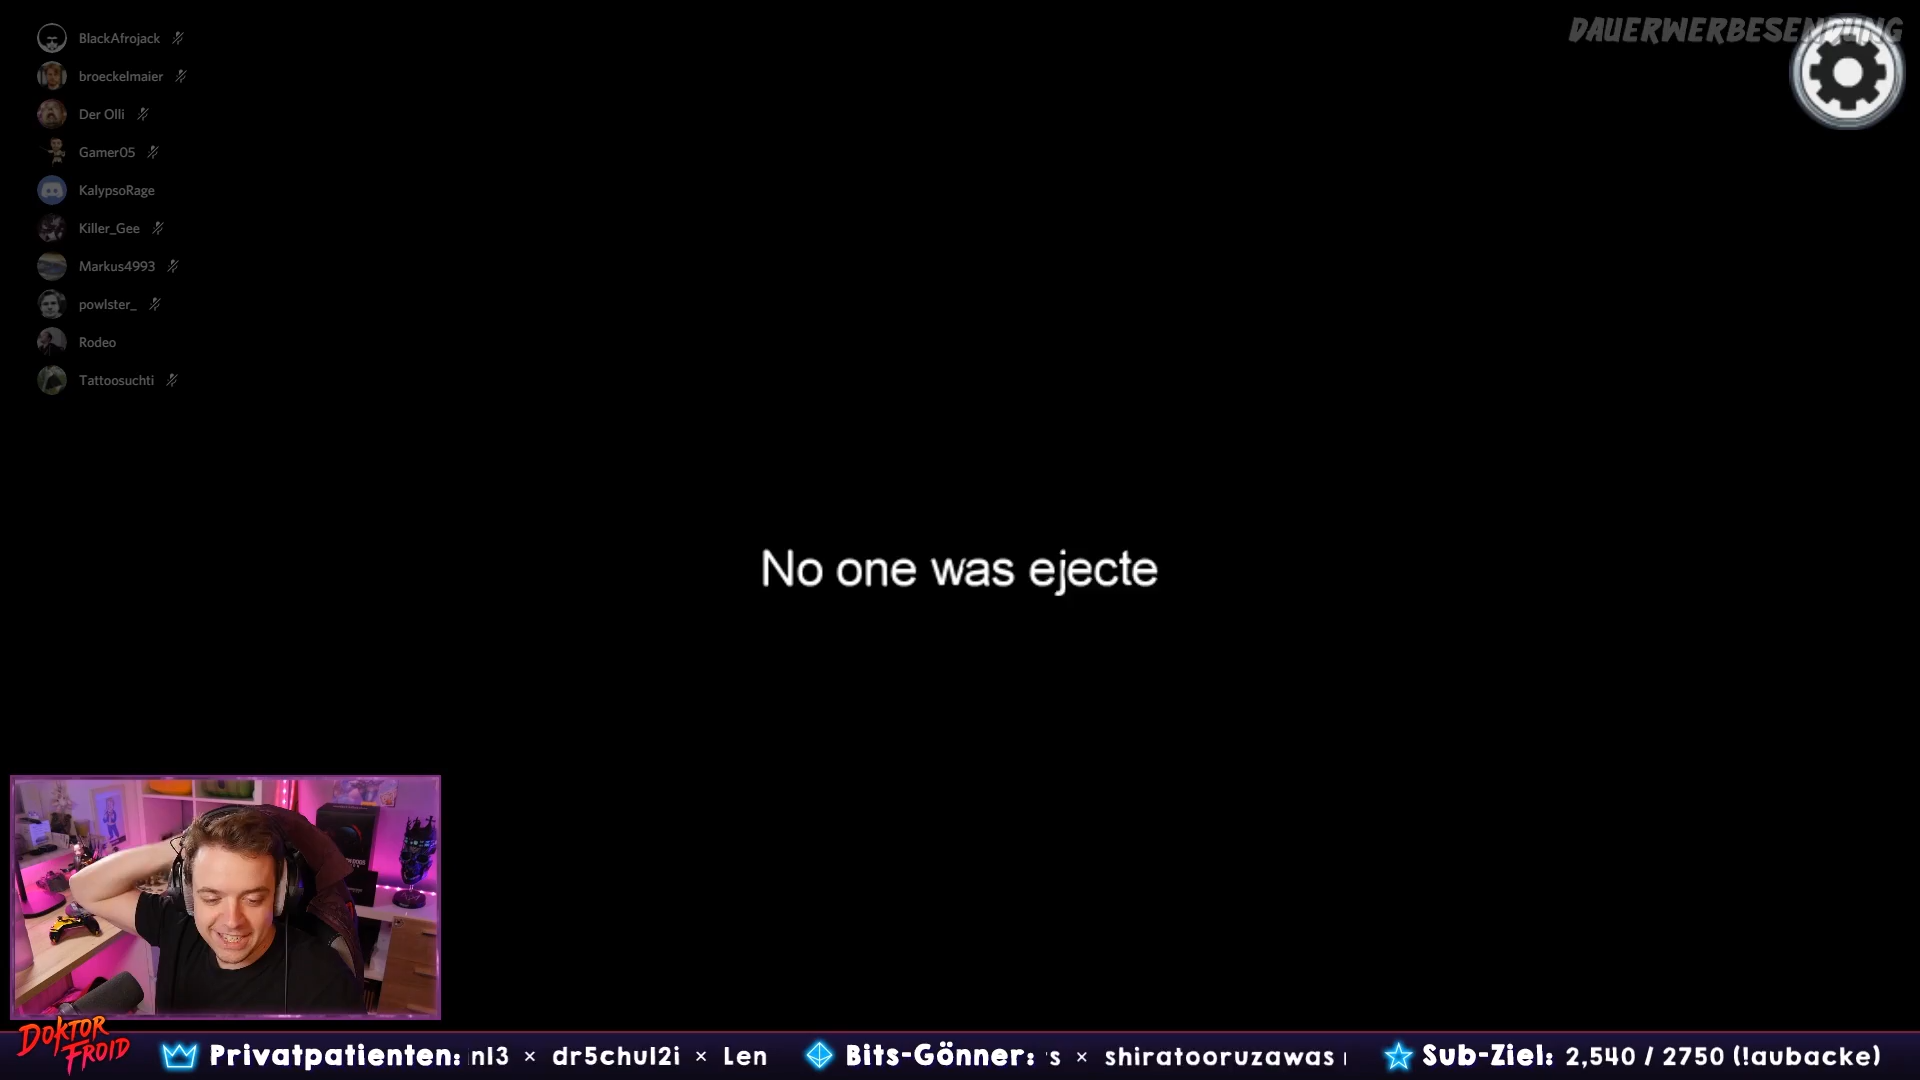 BlackAfrojack
broeckelmaier
Der Olli
Gamer05
KalypsoRage
Killer_Gee
Markus4993
powlster_
Rodeo
Tattoosuchti
DAUERWERBESENDUNG
No one was ejecte
DOKTOR
FROID
Privatpatienten: nl3 × dr5chul2i × Len
Bits-Gönner: s × shiratooruzawas
Sub-Ziel: 2,540 / 2750 (!aubacke)